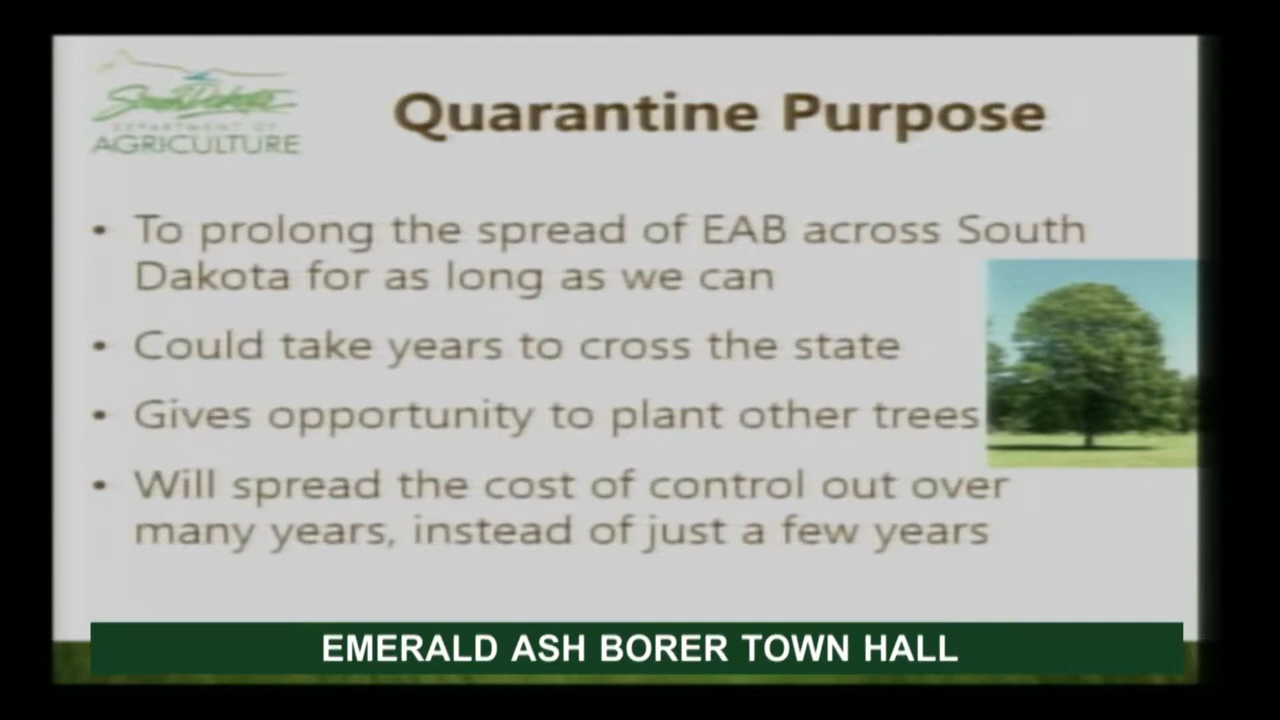 South Dakota
DEPARTMENT OF
AGRICULTURE
Quarantine Purpose
• To prolong the spread of EAB across South
Dakota for as long as we can
• Could take years to cross the state
• Gives opportunity to plant other trees
• Will spread the cost of control out over
many years, instead of just a few years
EMERALD ASH BORER TOWN HALL